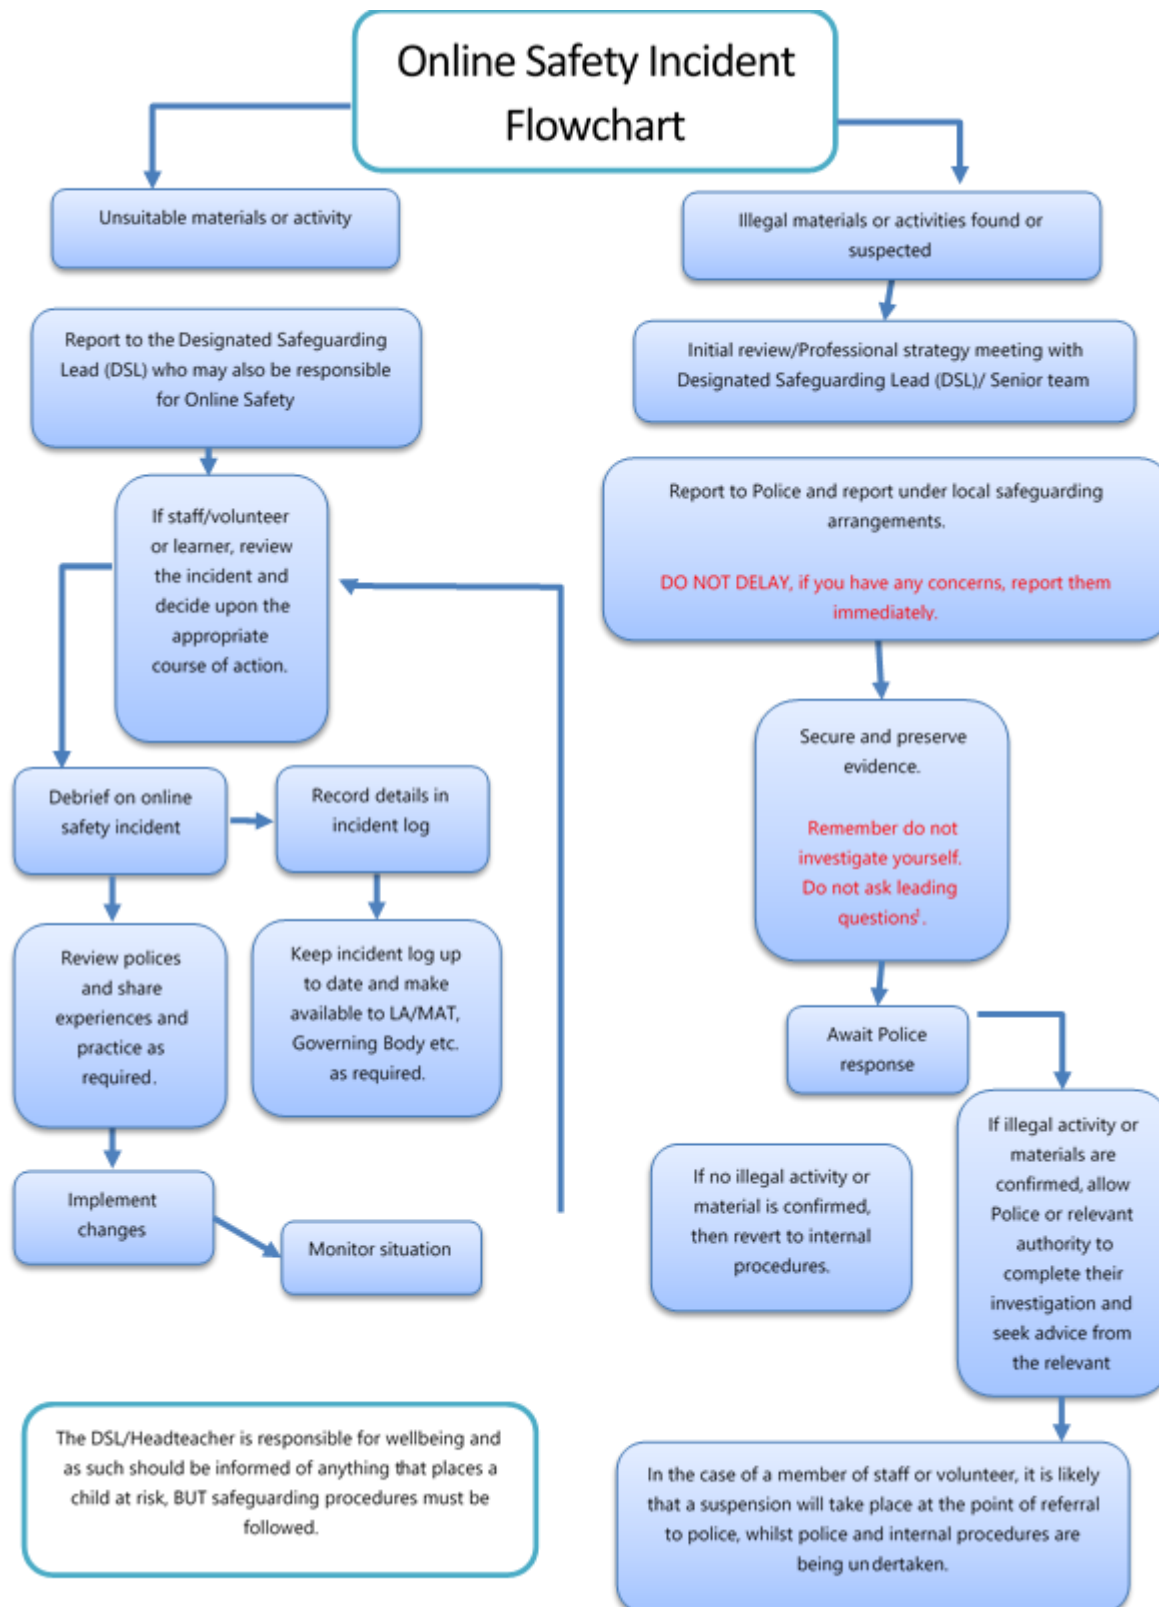 Online Safety Incident
Flowchart
Unsuitable materials or activity
Report to the Designated Safeguarding
Lead (DSL) who may also be responsible
for Online Safety
If staff/volunteer
or learner, review
the incident and
decide upon the
appropriate
course of action.
Debrief on online
safety incident
Record details in
incident log
Review polices
and share
experiences and
practice as
required.
Keep incident log up
to date and make
available to LA/MAT,
Governing Body etc.
as required.
Implement
changes
Monitor situation
The DSL/Headteacher is responsible for wellbeing and
as such should be informed of anything that places a
child at risk, BUT safeguarding procedures must be
followed.
Illegal materials or activities found or
suspected
Initial review/Professional strategy meeting with
Designated Safeguarding Lead (DSL)/ Senior team
Report to Police and report under local safeguarding
arrangements.
DO NOT DELAY, if you have any concerns, report them
immediately.
Secure and preserve
evidence.
Remember do not
investigate yourself.
Do not ask leading
questions.
Await Police
response
If no illegal activity or
material is confirmed,
then revert to internal
procedures.
If illegal activity or
materials are
confirmed, allow
Police or relevant
authority to
complete their
investigation and
seek advice from
the relevant
In the case of a member of staff or volunteer, it is likely
that a suspension will take place at the point of referral
to police, whilst police and internal procedures are
being undertaken.